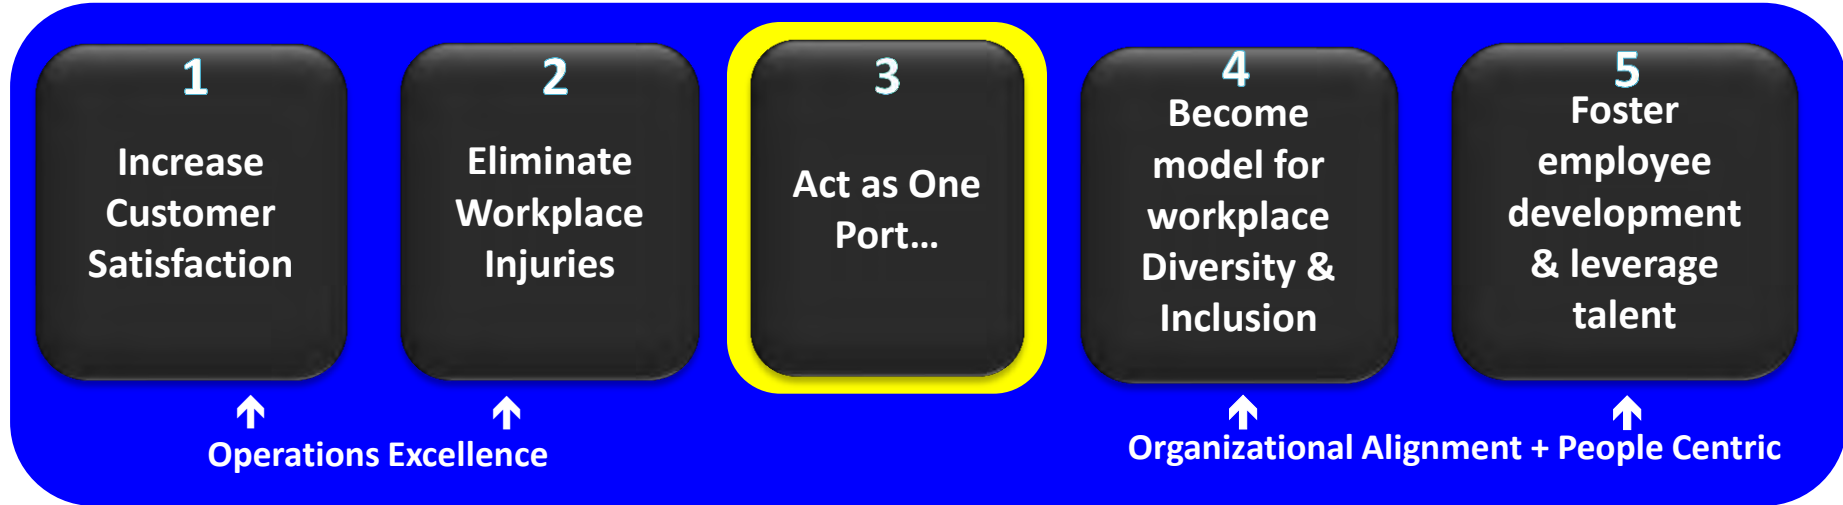 1
Increase
Customer
Satisfaction
2
Eliminate
Workplace
Injuries
3
Act as One
Port...
4
Become
model for
workplace
Diversity &
Inclusion
5
Foster
employee
development
& leverage
talent
Operations Excellence
Organizational Alignment + People Centric